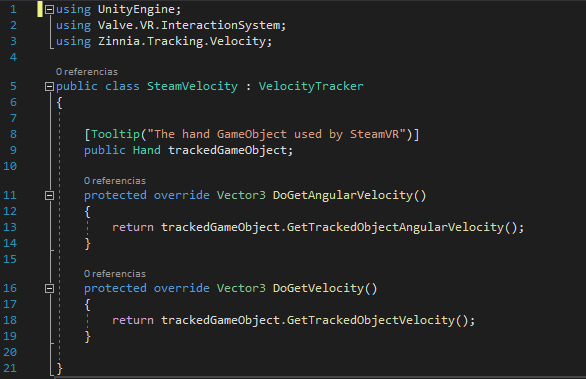 1 using UnityEngine;
2 using Valve.VR.InteractionSystem;
3 using Zinnia.Tracking.Velocity;
4
0 referencias
5 public class SteamVelocity : VelocityTracker
6 {
7
8 [Tooltip("The hand GameObject used by SteamVR")]
9 public Hand trackedGameObject;
10
0 referencias
11 protected override Vector3 DoGetAngularVelocity()
12 {
13 return trackedGameObject.GetTrackedObjectAngularVelocity();
14 }
15
0 referencias
16 protected override Vector3 DoGetVelocity()
17 {
18 return trackedGameObject.GetTrackedObjectVelocity();
19 }
20
21 }